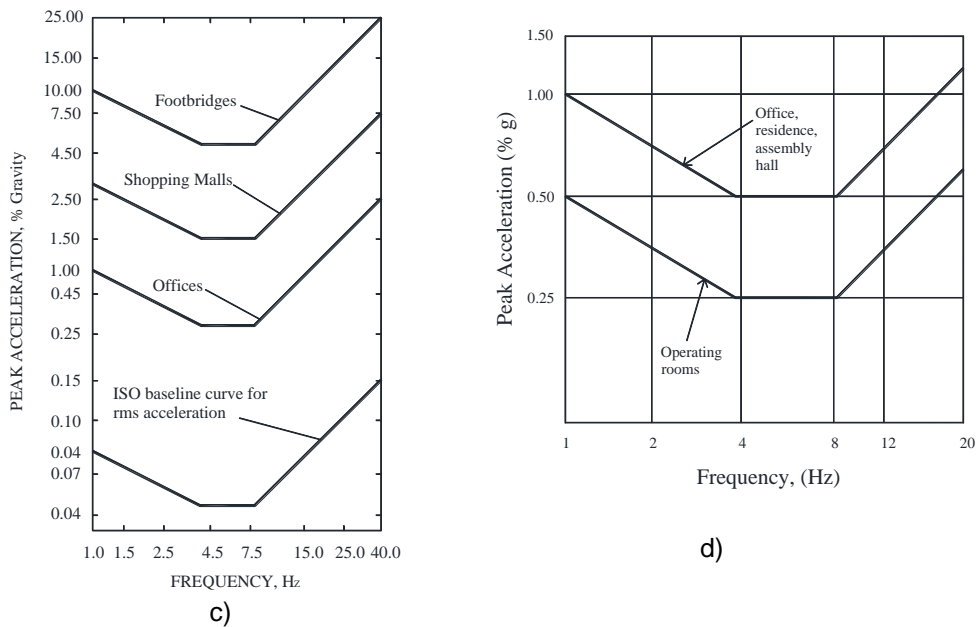 25.00
15.00
10.00
7.50
4.50
2.50
1.50
1.00
0.45
0.25
0.15
0.10
0.04
0.07
0.04
PEAK ACCELERATION, % Gravity
Footbridges
Shopping Malls
Offices
ISO baseline curve for
rms acceleration
1.0 1.5 2.5 4.5 7.5 15.0 25.0 40.0
FREQUENCY, Hz
c)
1.50
1.00
0.50
0.25
Peak Acceleration (% g)
Office,
residence,
assembly
hall
Operating
rooms
1 2 4 8 12 20
Frequency, (Hz)
d)